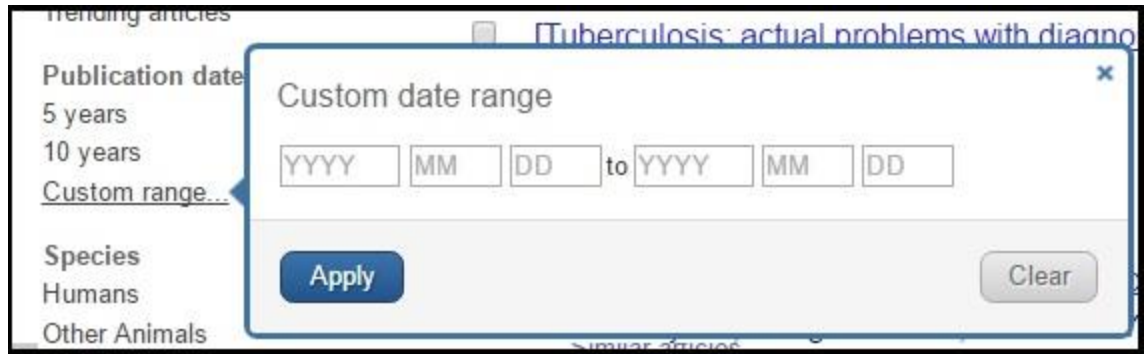 Trending articles
[Tuberculosis: actual problems with diagno
Publication date
5 years
10 years
Custom range...
Custom date range
×
YYYY MM DD to YYYY MM DD
Apply
Clear
Species
Humans
Other Animals
Similar articles